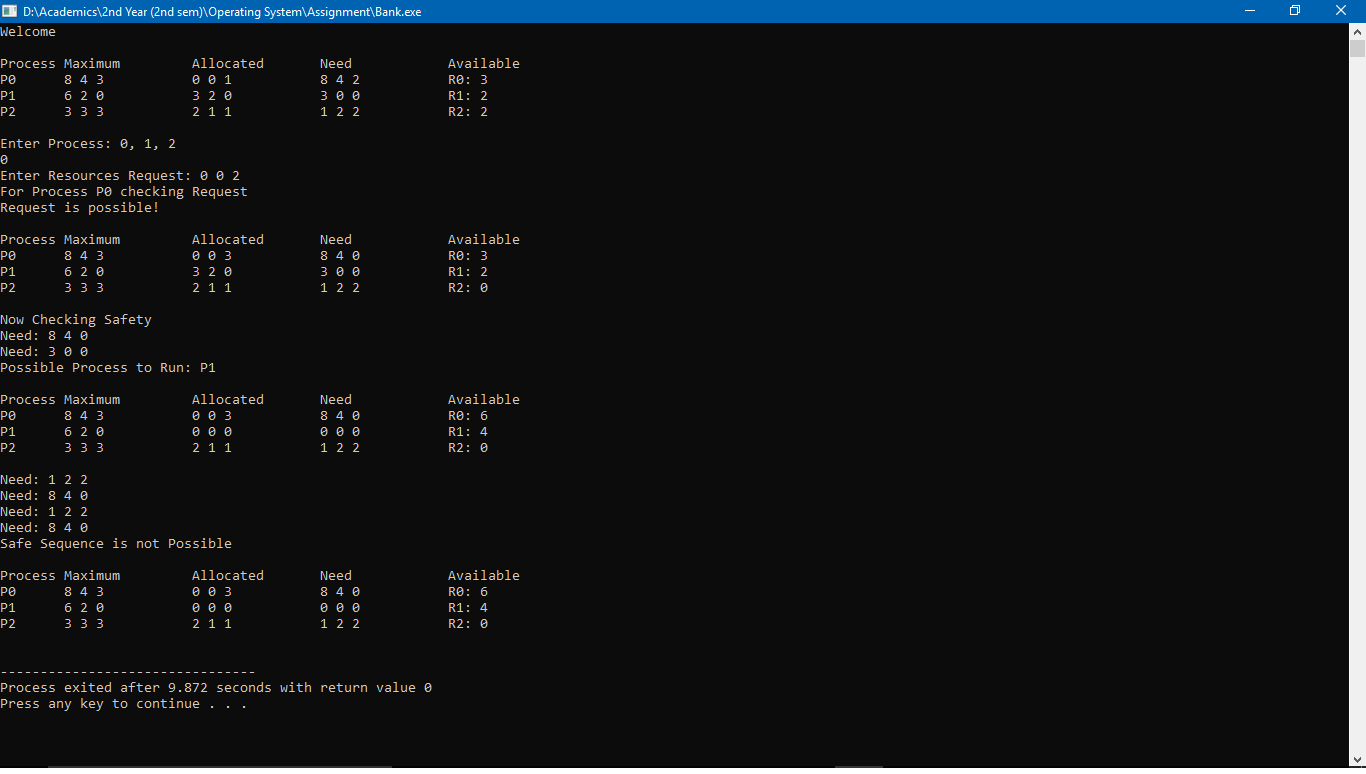 D:\Academics\2nd Year (2nd sem)\Operating System\Assignment\Bank.exe
Welcome
Process Maximum Allocated Need Available
P0 8 4 3 0 0 1 8 4 2 R0: 3
P1 6 2 0 3 2 0 3 0 0 R1: 2
P2 3 3 3 2 1 1 1 2 2 R2: 2
Enter Process: 0, 1, 2
0
Enter Resources Request: 0 0 2
For Process P0 checking Request
Request is possible!
Process Maximum Allocated Need Available
P0 8 4 3 0 0 3 8 4 0 R0: 3
P1 6 2 0 3 2 0 3 0 0 R1: 2
P2 3 3 3 2 1 1 1 2 2 R2: 0
Now Checking Safety
Need: 8 4 0
Need: 3 0 0
Possible Process to Run: P1
Process Maximum Allocated Need Available
P0 8 4 3 0 0 3 8 4 0 R0: 6
P1 6 2 0 0 0 0 0 0 0 R1: 4
P2 3 3 3 2 1 1 1 2 2 R2: 0
Need: 1 2 2
Need: 8 4 0
Need: 1 2 2
Need: 8 4 0
Safe Sequence is not Possible
Process Maximum Allocated Need Available
P0 8 4 3 0 0 3 8 4 0 R0: 6
P1 6 2 0 0 0 0 0 0 0 R1: 4
P2 3 3 3 2 1 1 1 2 2 R2: 0
--------------------------------
Process exited after 9.872 seconds with return value 0
Press any key to continue . . .